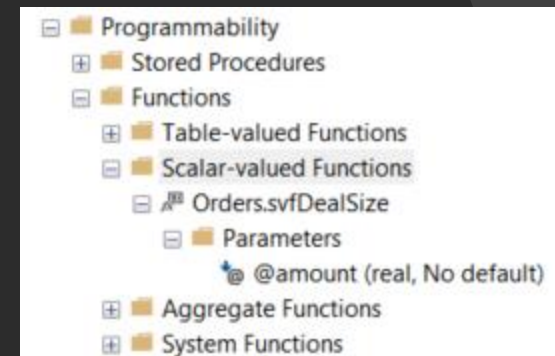 Programmability
Stored Procedures
Functions
Table-valued Functions
Scalar-valued Functions
Orders.svfDealSize
Parameters
@amount (real, No default)
Aggregate Functions
System Functions